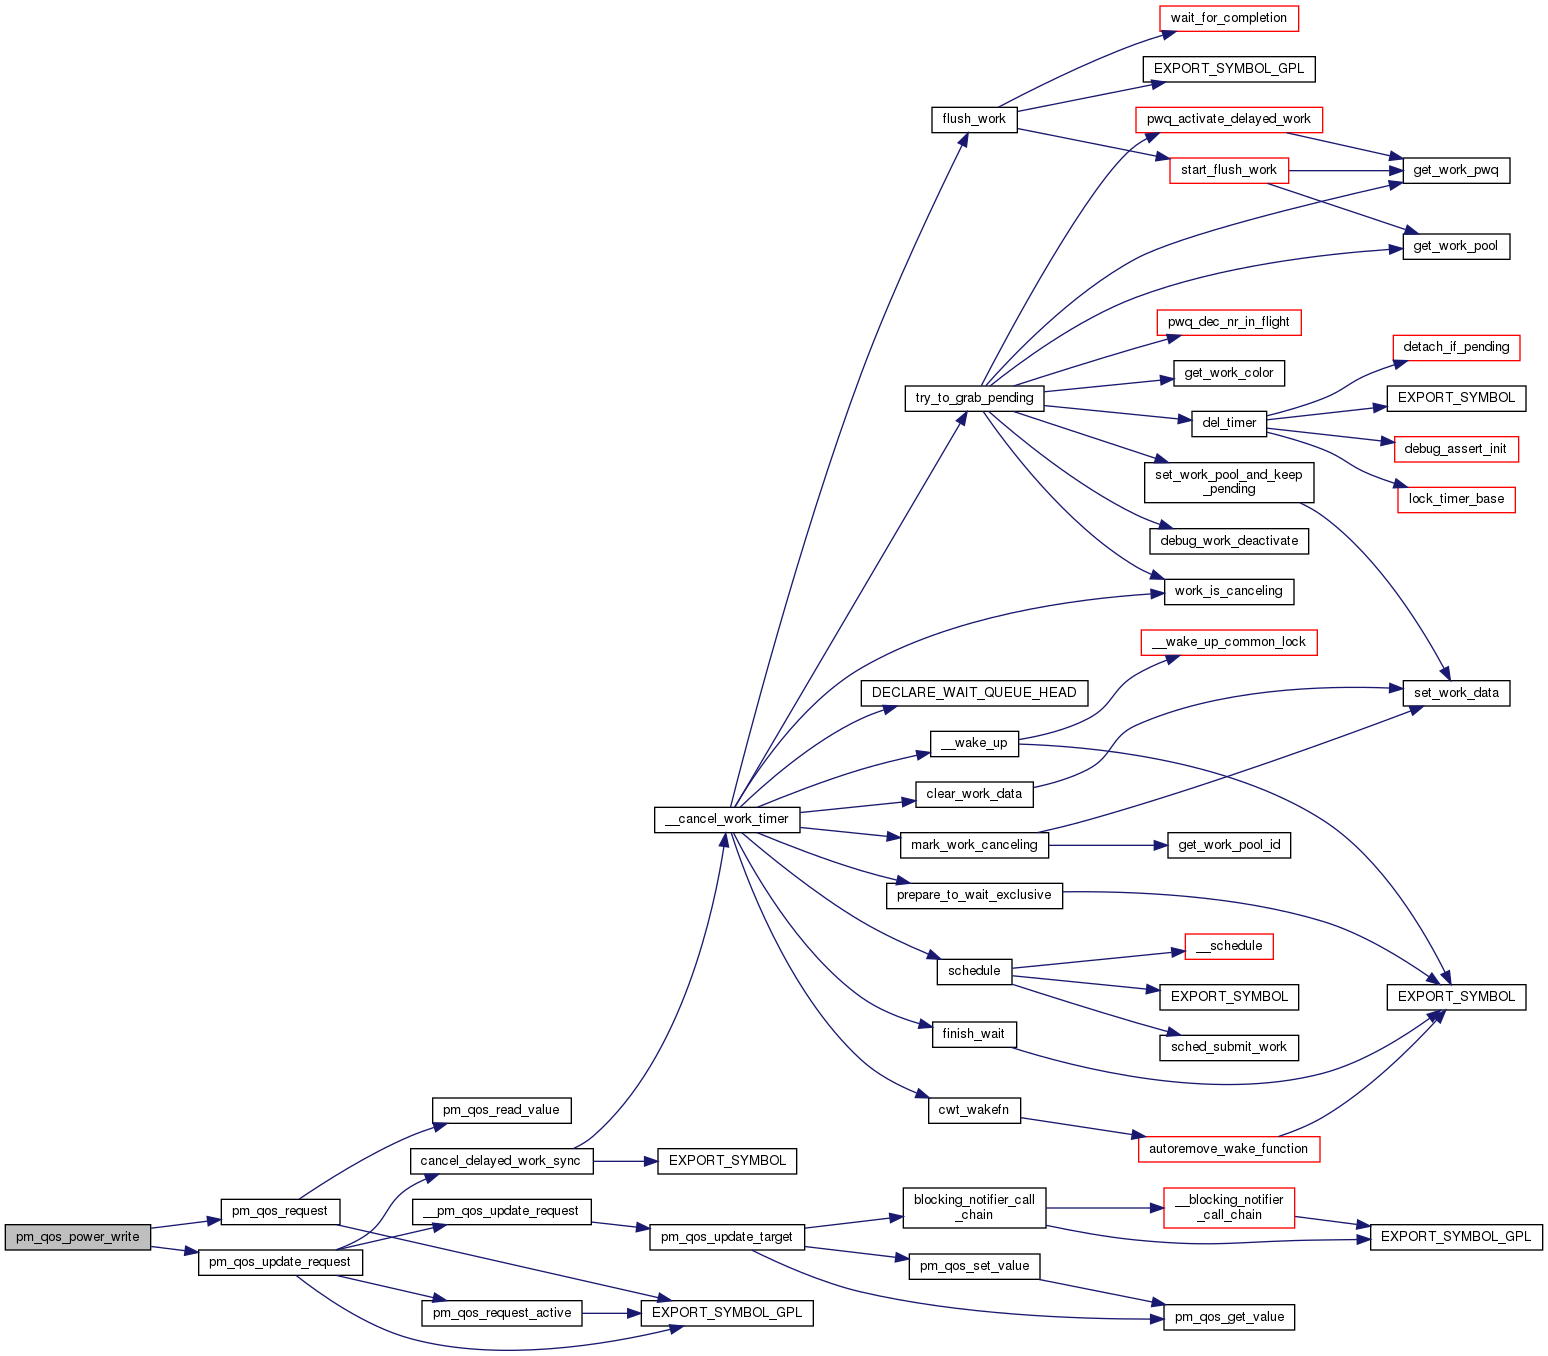 wait_for_completion
EXPORT_SYMBOL_GPL
flush_work
pwq_activate_delayed_work
start_flush_work
get_work_pwq
get_work_pool
pwq_dec_nr_in_flight
detach_if_pending
get_work_color
try_to_grab_pending
EXPORT_SYMBOL
del_timer
debug_assert_init
set_work_pool_and_keep
_pending
lock_timer_base
debug_work_deactivate
work_is_canceling
__wake_up_common_lock
DECLARE_WAIT_QUEUE_HEAD
set_work_data
__wake_up
clear_work_data
__cancel_work_timer
mark_work_canceling
get_work_pool_id
prepare_to_wait_exclusive
__schedule
schedule
EXPORT_SYMBOL
EXPORT_SYMBOL
finish_wait
sched_submit_work
pm_qos_read_value
cwt_wakefn
autoremove_wake_function
cancel_delayed_work_sync
EXPORT_SYMBOL
pm_qos_request
__pm_qos_update_request
blocking_notifier_call
_chain
__blocking_notifier
_call_chain
pm_qos_power_write
pm_qos_update_target
EXPORT_SYMBOL_GPL
pm_qos_update_request
pm_qos_set_value
pm_qos_request_active
EXPORT_SYMBOL_GPL
pm_qos_get_value